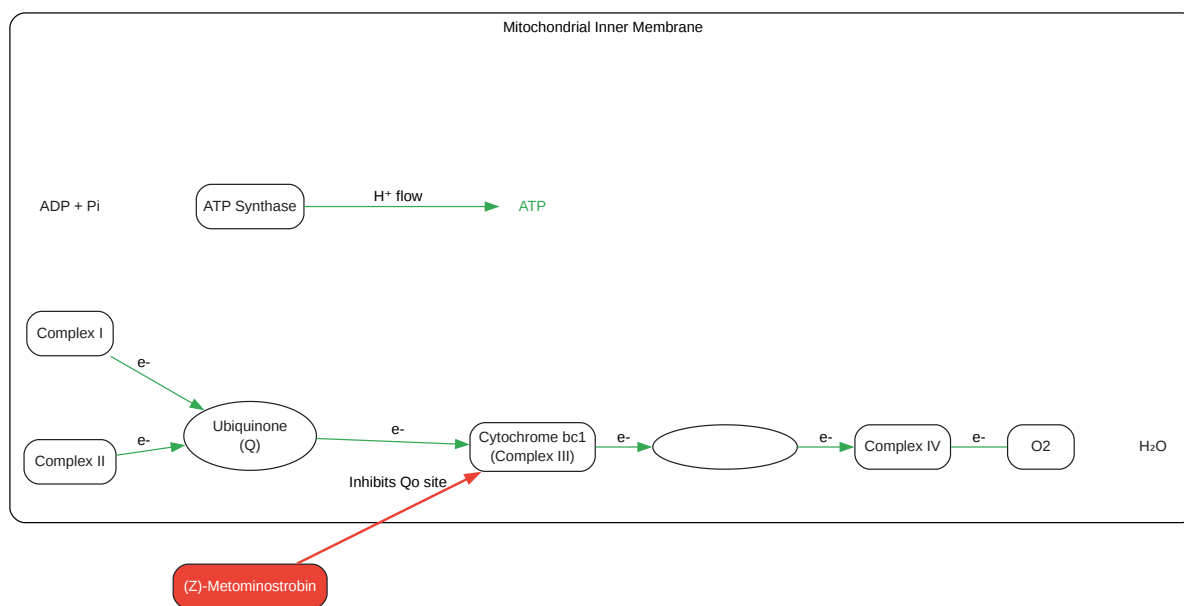 Mitochondrial Inner Membrane
ADP + Pi
ATP Synthase
H⁺ flow
ATP
Complex I
e-
Ubiquinone
(Q)
e-
Complex II
e-
Cytochrome bc1
(Complex III)
e-
e-
Complex IV
e-
O2
H₂O
Inhibits Qo site
(Z)-Metominostrobin